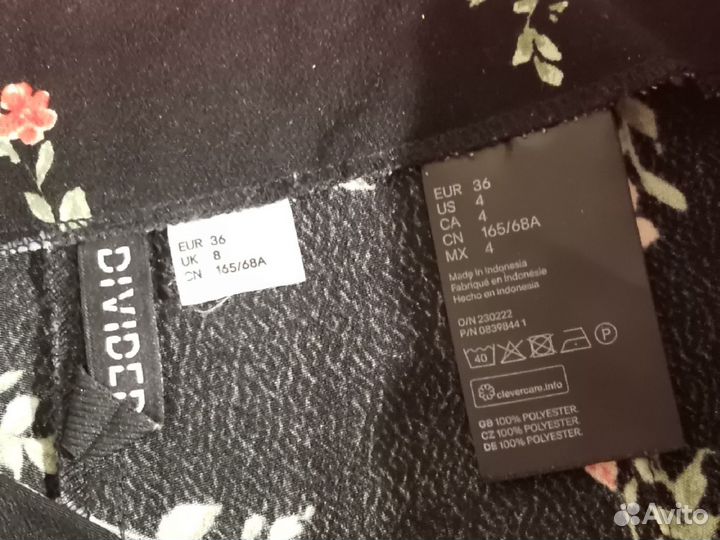 DIVIDED
EUR 36
UK 8
CN 165/68A
EUR 36
US 4
CA 4
CN 165/68A
MX 4
Made in Indonesia
Fabriqué en Indonésie
Hecho en Indonesia
O/N 230222
P/N 0839844 1
40 P
clevercare.info
GB 100% POLYESTER.
CZ 100% POLYESTER.
DE 100% POLYESTER.
Avito